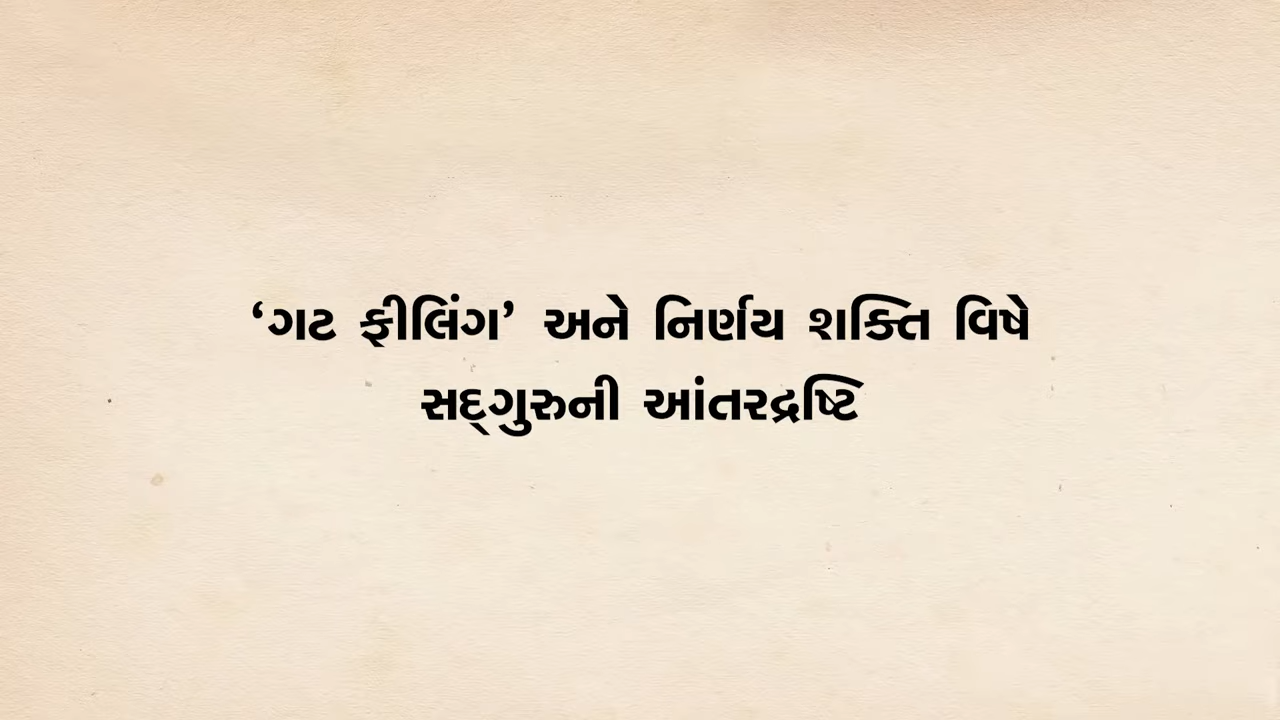 ‘ગટ ફીલિંગ’ અને નિર્ણય શક્તિ વિષે
સદ્‌ગુરુની આંતરદ્રષ્ટિ